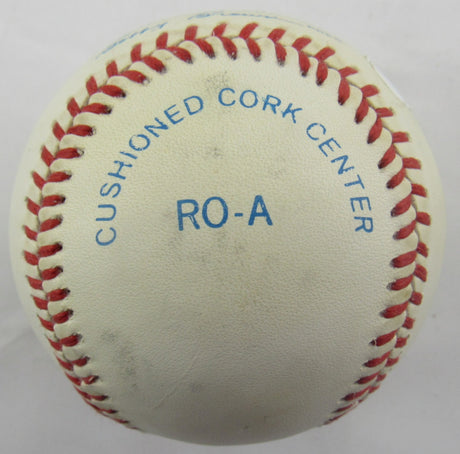 CUSHIONED CORK CENTER
RO-A